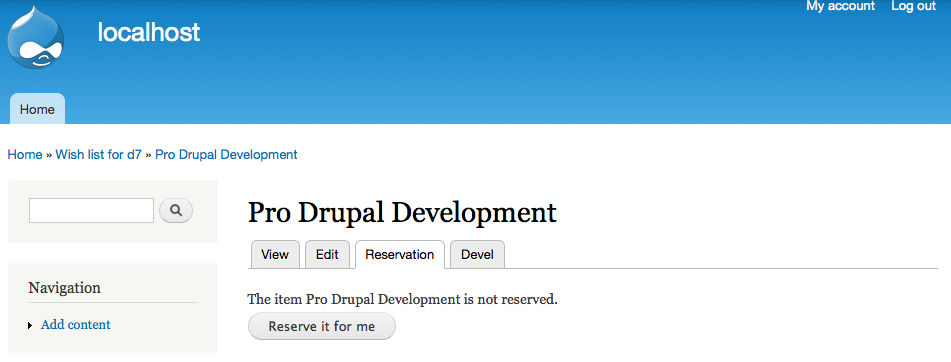 My account Log out
localhost
Home
Home » Wish list for d7 » Pro Drupal Development
Pro Drupal Development
View Edit Reservation Devel
Navigation
The item Pro Drupal Development is not reserved.
Add content
Reserve it for me